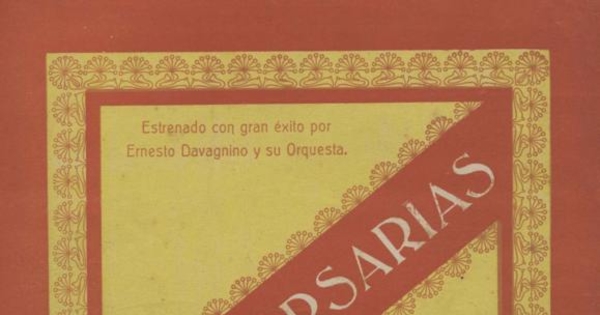 Estrenado con gran éxito por
Ernesto Davagnino y su Orquesta.
RSARIAS